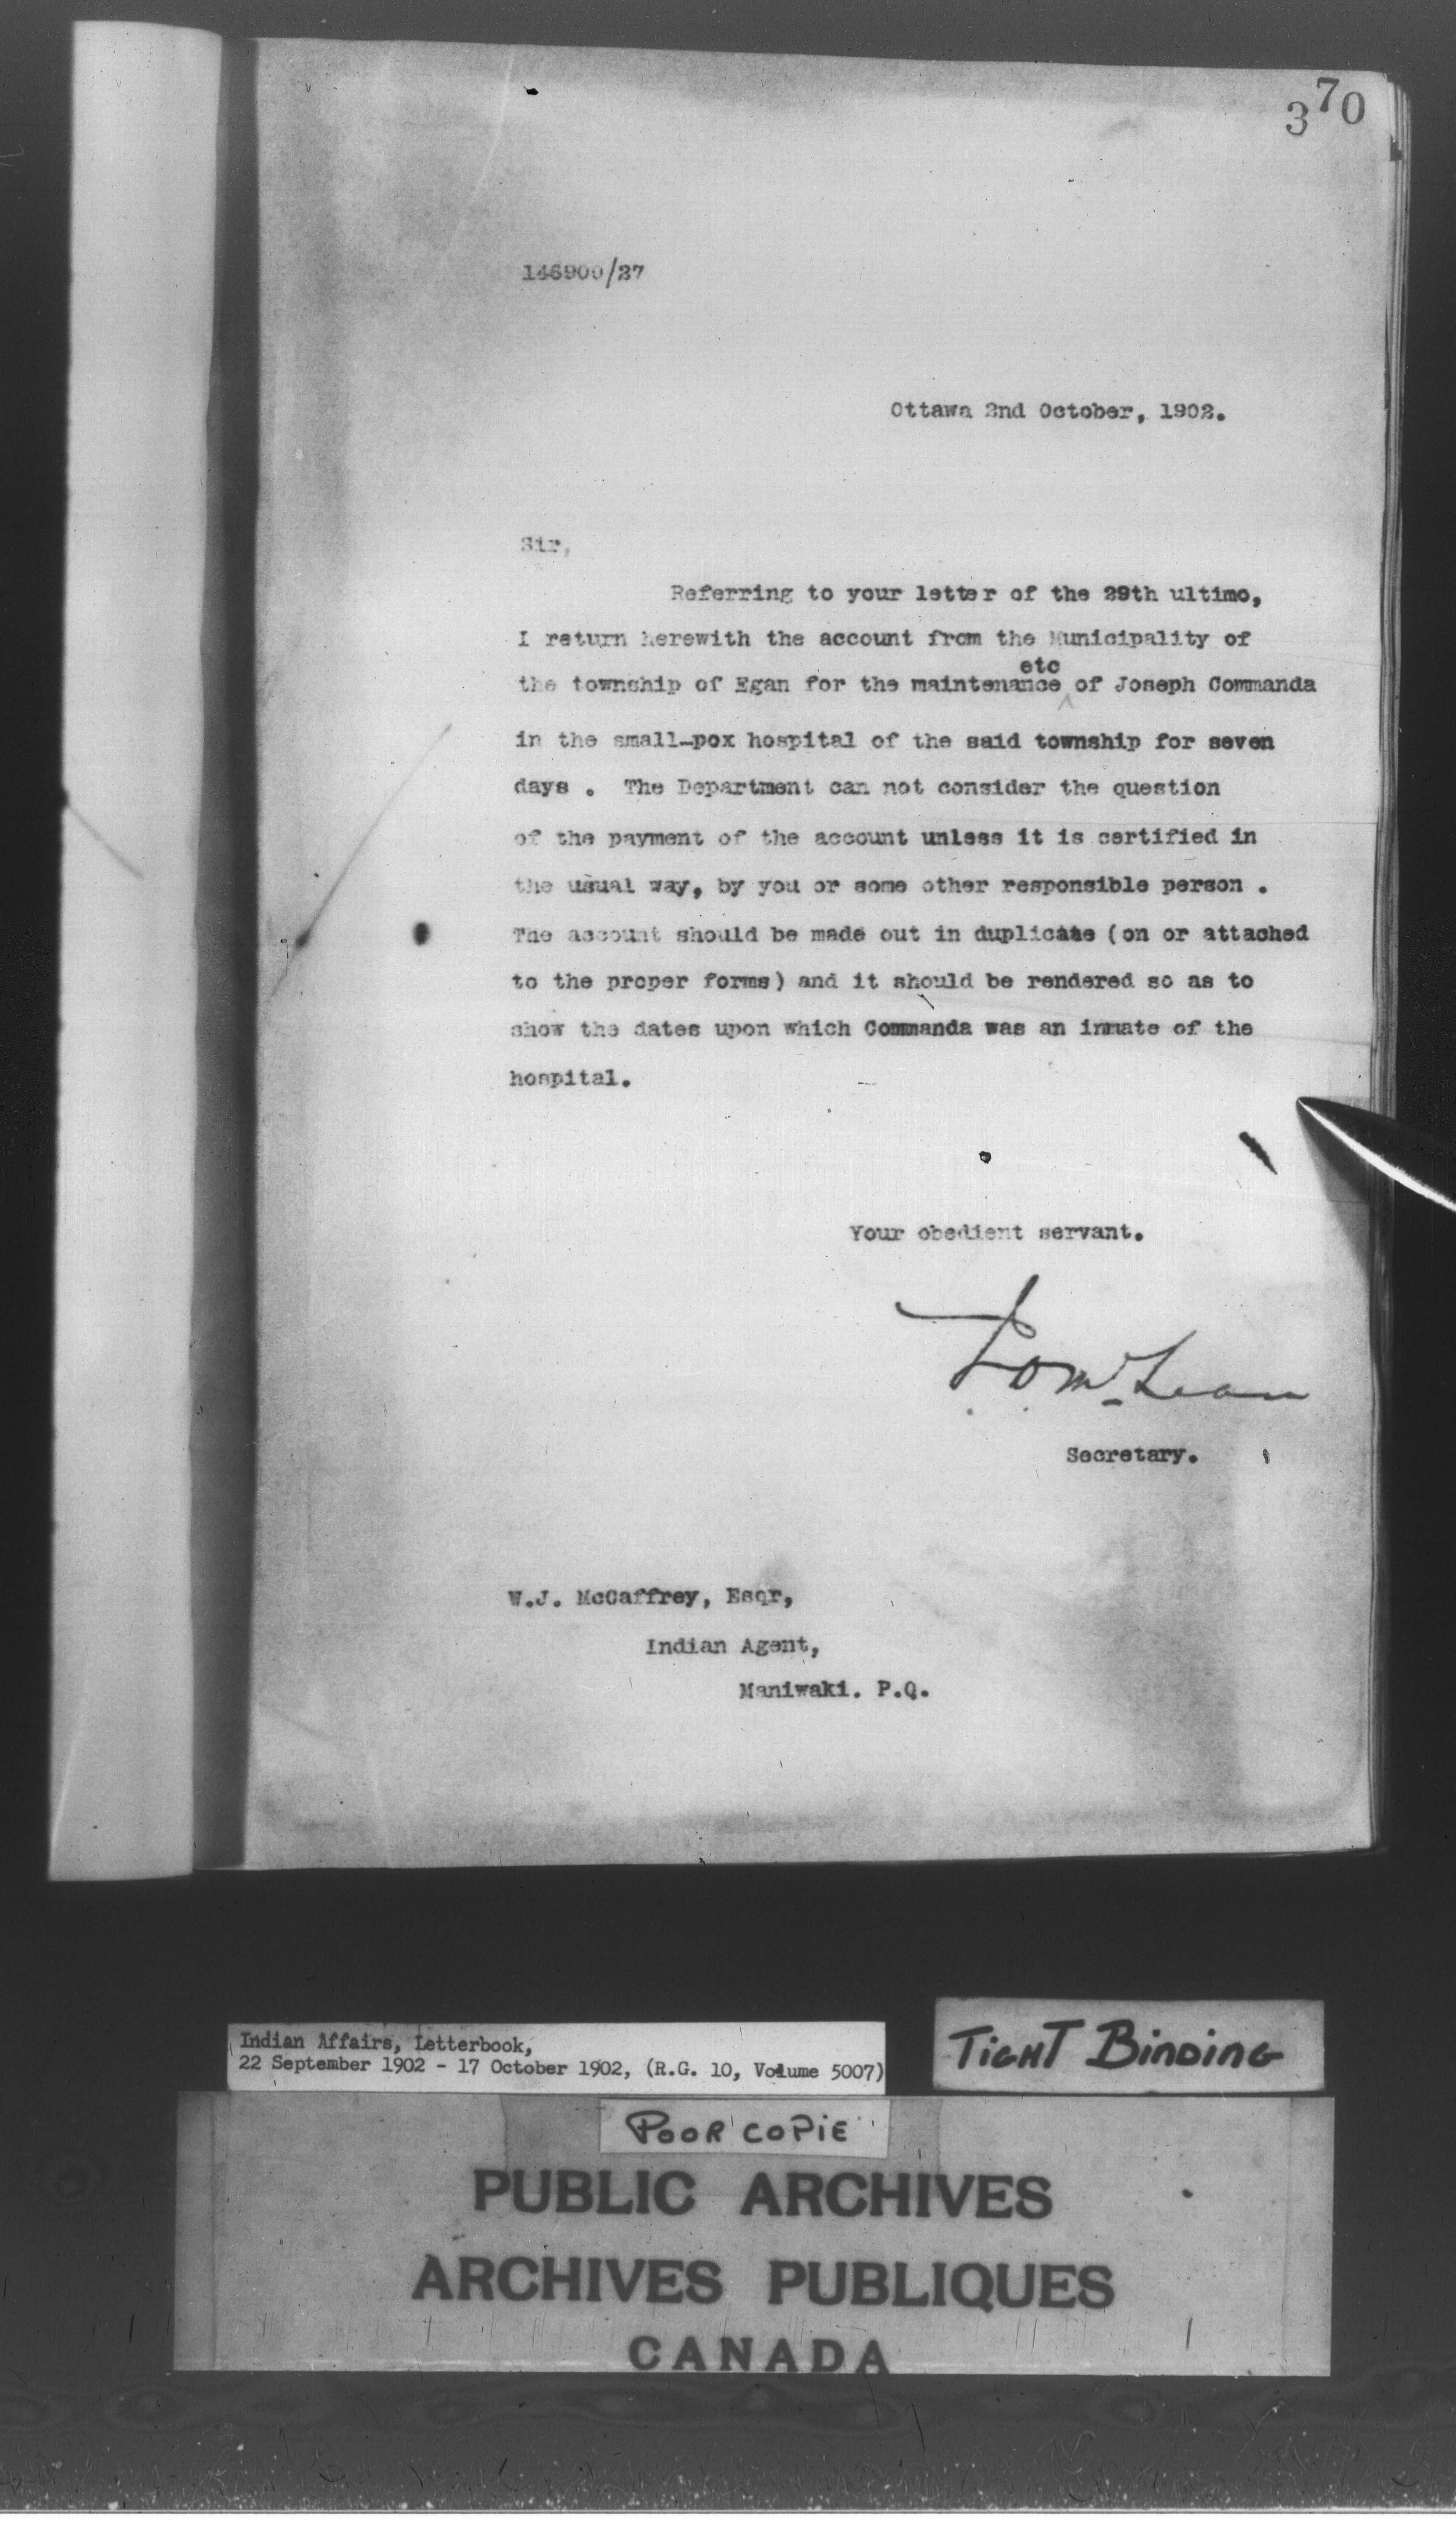 370
146900/27
Ottawa 2nd October, 1902.
Sir,
Referring to your letter of the 29th ultimo,
I return herewith the account from the Municipality of
etc
the township of Egan for the maintenance ^ of Joseph Commanda
in the small-pox hospital of the said township for seven
days . The Department can not consider the question
of the payment of the account unless it is certified in
the usual way, by you or some other responsible person .
The account should be made out in duplicate (on or attached
to the proper forms) and it should be rendered so as to
show the dates upon which Commanda was an inmate of the
hospital.
Your obedient servant.
McLean
Secretary.
W.J. McCaffrey, Esqr,
Indian Agent,
Maniwaki. P.Q.
Indian Affairs, Letterbook,
22 September 1902 - 17 October 1902, (R.G. 10, Volume 5007)
TIGHT BINDING
POOR COPIE
PUBLIC ARCHIVES
ARCHIVES PUBLIQUES
CANADA